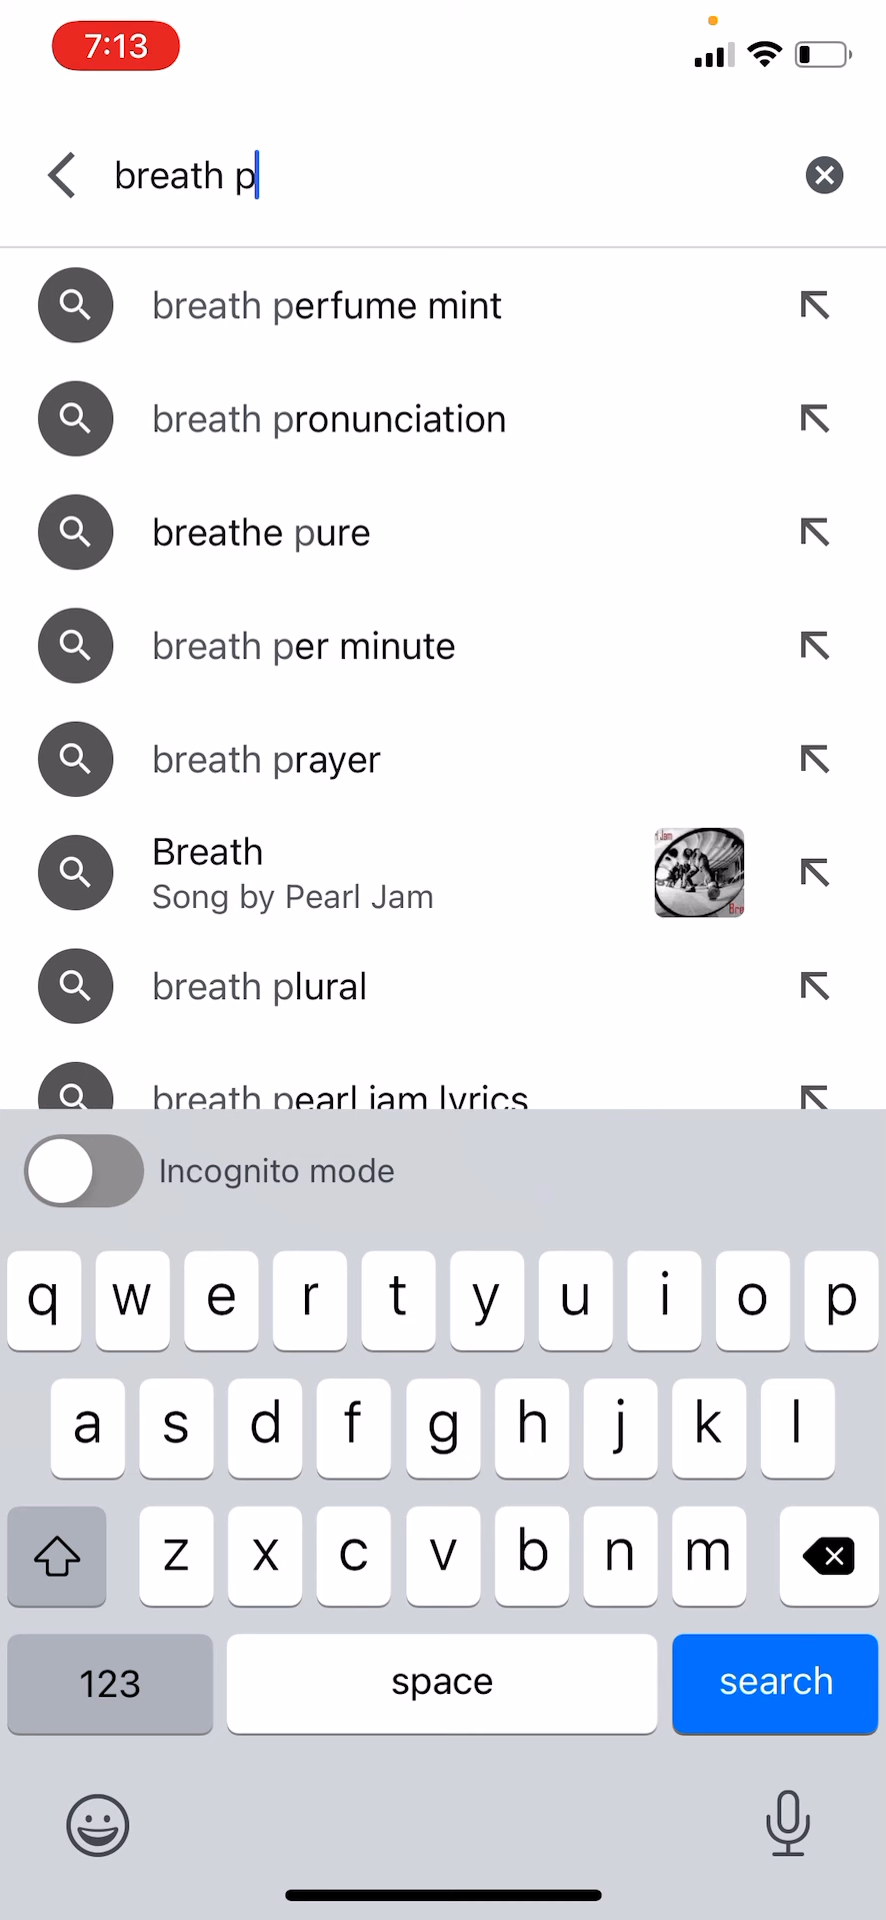 7:13
breath p
breath perfume mint
breath pronunciation
breathe pure
breath per minute
breath prayer
Breath
Song by Pearl Jam
breath plural
breath pearl jam lyrics
Incognito mode
q w e r t y u i o p
a s d f g h j k l
z x c v b n m
123 space search